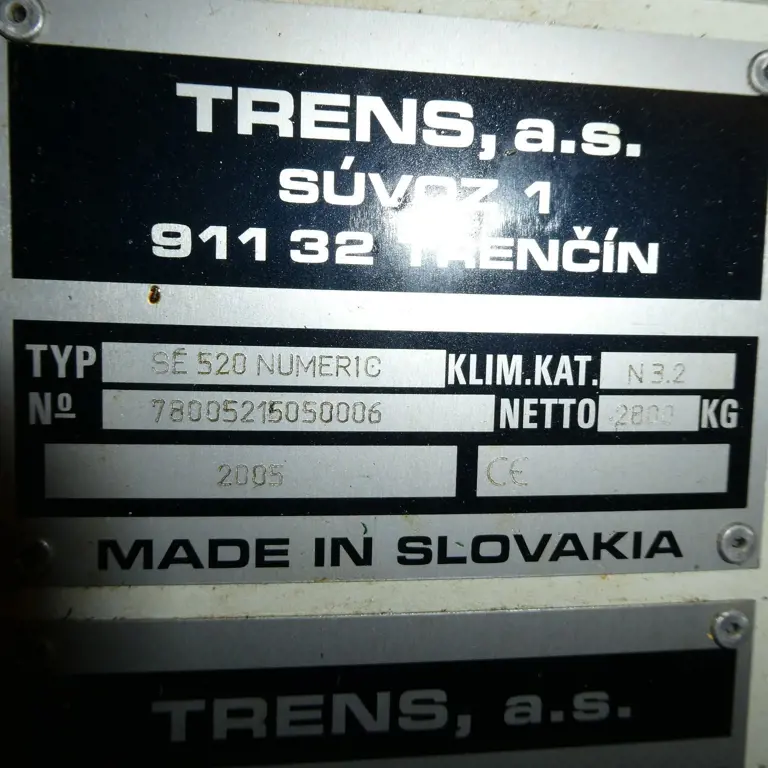 TRENS, a.s.
SÚVOZ 1
911 32 TRENČÍN
TYP SE 520 NUMERIC KLIM.KAT. N 3.2
Nº 78005215050006 NETTO 2800 KG
2005 CE
MADE IN SLOVAKIA
TRENS, a.s.